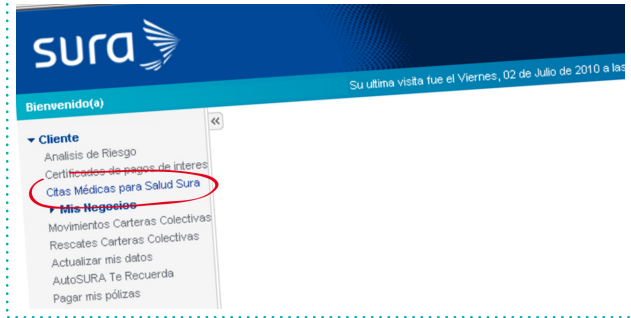 sura
Su ultima visita fue el Viernes, 02 de Julio de 2010 a las
Bienvenido(a)
Cliente
Analisis de Riesgo
Certificados de pagos de interes
Citas Médicas para Salud Sura
Mis Negocios
Movimientos Carteras Colectivas
Rescates Carteras Colectivas
Actualizar mis datos
AutoSURA Te Recuerda
Pagar mis pólizas